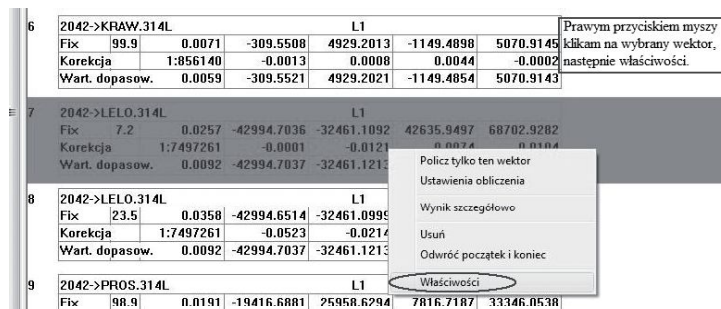 6 2042->KRAW.314L L1
Fix 99.9 0.0071 -309.5508 4929.2013 -1149.4898 5070.9145
Korekcja 1:856140 -0.0013 0.0008 0.0044 -0.0002
Wart. dopasow. 0.0059 -309.5521 4929.2021 -1149.4854 5070.9143
Prawym przyciskiem myszy
klikam na wybrany wektor,
następnie właściwości.
7 2042->LELO.314L L1
Fix 7.2 0.0257 -42994.7036 -32461.1092 42635.9497 68702.9282
Korekcja 1:7497261 -0.0001 -0.0121 0.0074 0.0104
Wart. dopasow. 0.0092 -42994.7037 -32461.1213
Policz tylko ten wektor
Ustawienia obliczenia
Wynik szczegółowo
Usuń
Odwróć początek i koniec
Właściwości
8 2042->LELO.314L L1
Fix 23.5 0.0358 -42994.6514 -32461.0999
Korekcja 1:7497261 -0.0523 -0.0214
Wart. dopasow. 0.0092 -42994.7037 -32461.1213
9 2042->PROS.314L L1
Fix 98.9 0.0191 -19416.6881 25958.6294 7816.7187 33346.0538